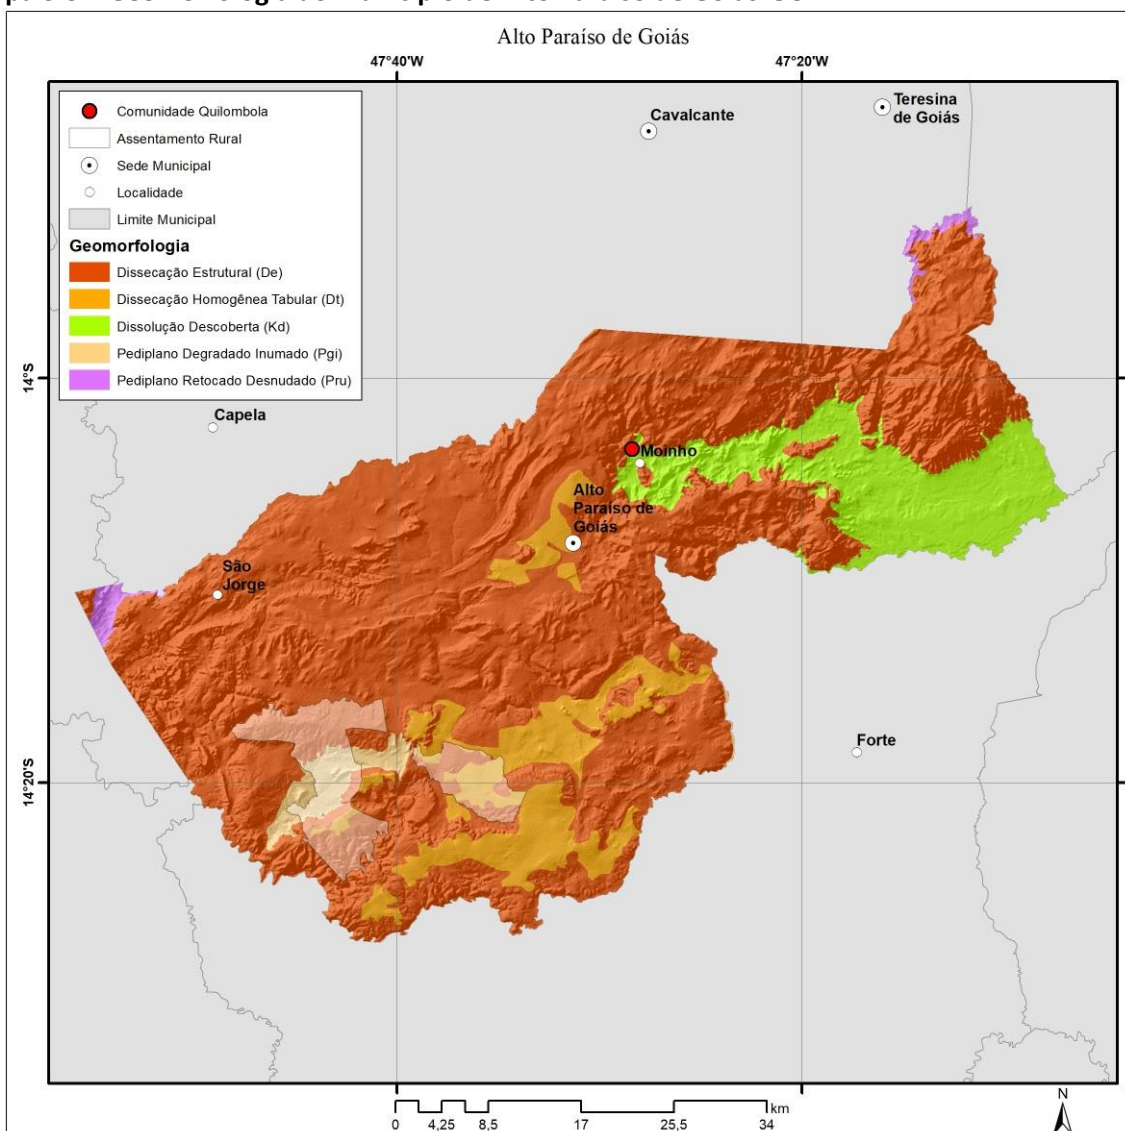 Alto Paraíso de Goiás
47°40'W
47°20'W
Comunidade Quilombola
Assentamento Rural
Sede Municipal
Localidade
Limite Municipal
Geomorfologia
Dissecação Estrutural (De)
Dissecação Homogênea Tabular (Dt)
Dissolução Descoberta (Kd)
Pediplano Degradado Inumado (Pgi)
Pediplano Retocado Desnudado (Pru)
Cavalcante
Teresina
de Goiás
14°S
Capela
Moinho
Alto
Paraíso de
Goiás
São
Jorge
Forte
14°20'S
km
0 4,25 8,5 17 25,5 34
N